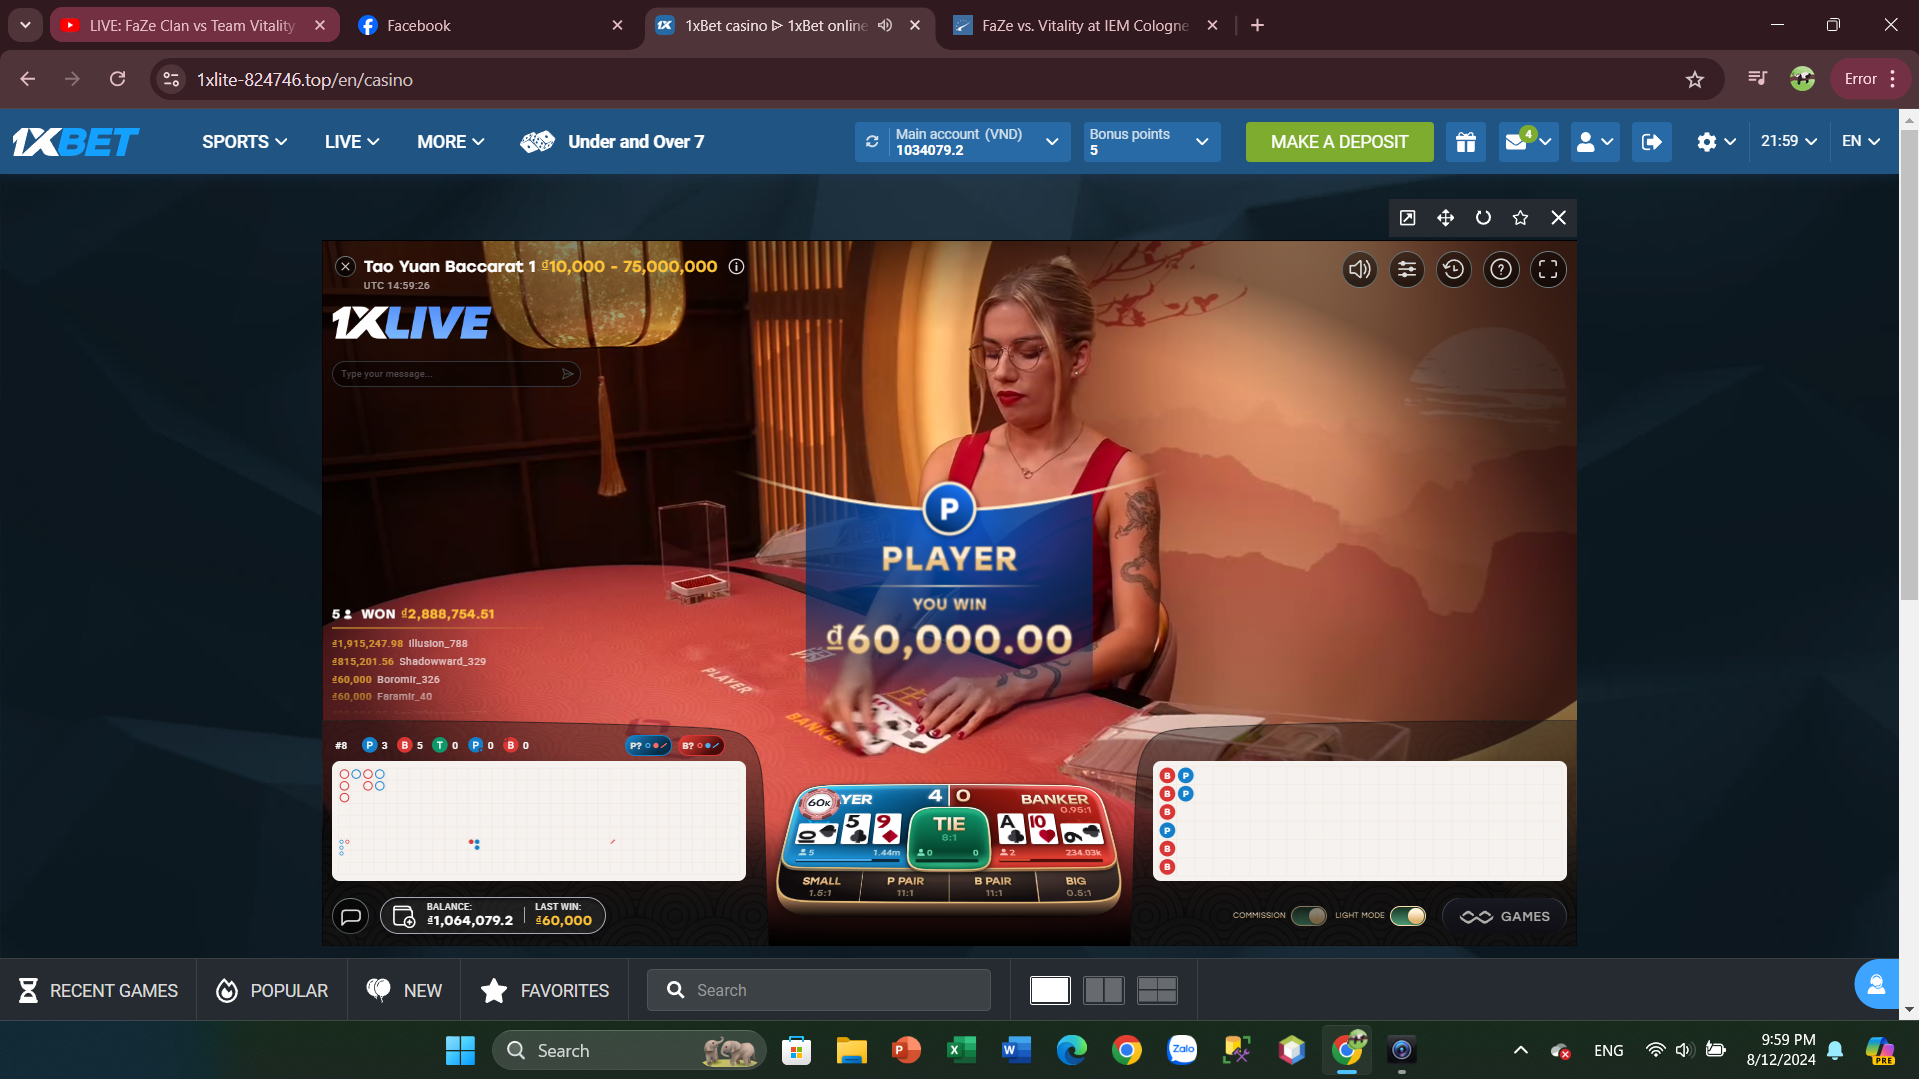 LIVE: FaZe Clan vs Team Vitality
Facebook
1xBet casino ᐉ 1xBet online
FaZe vs. Vitality at IEM Cologne
1xlite-824746.top/en/casino
Error
1XBET
SPORTS
LIVE
MORE
Under and Over 7
Main account (VND)
1034079.2
Bonus points
5
MAKE A DEPOSIT
4
21:59
EN
Tao Yuan Baccarat 1 ₫10,000 - 75,000,000
UTC 14:59:26
1XLIVE
Type your message...
P
PLAYER
YOU WIN
₫60,000.00
5 WON ₫2,888,754.51
₫1,915,247.98 Illusion_788
₫815,201.56 Shadowward_329
₫60,000 Boromir_326
₫60,000 Faramir_40
PLAYER
#8 P 3 B 5 T 0 P 0 B 0
P? B?
60K YER 4 0 BANKER
0.95:1
5 9 A 10
TIE
8:1
5 1.44m 0 0 2 234.03k
SMALL P PAIR B PAIR BIG
1.5:1 11:1 11:1 0.5:1
B P
B P
B
P
B
B
BALANCE:
₫1,064,079.2
LAST WIN:
₫60,000
COMMISSION
LIGHT MODE
GAMES
RECENT GAMES
POPULAR
NEW
FAVORITES
Search
Search
Zalo
ENG
9:59 PM
8/12/2024
PRE